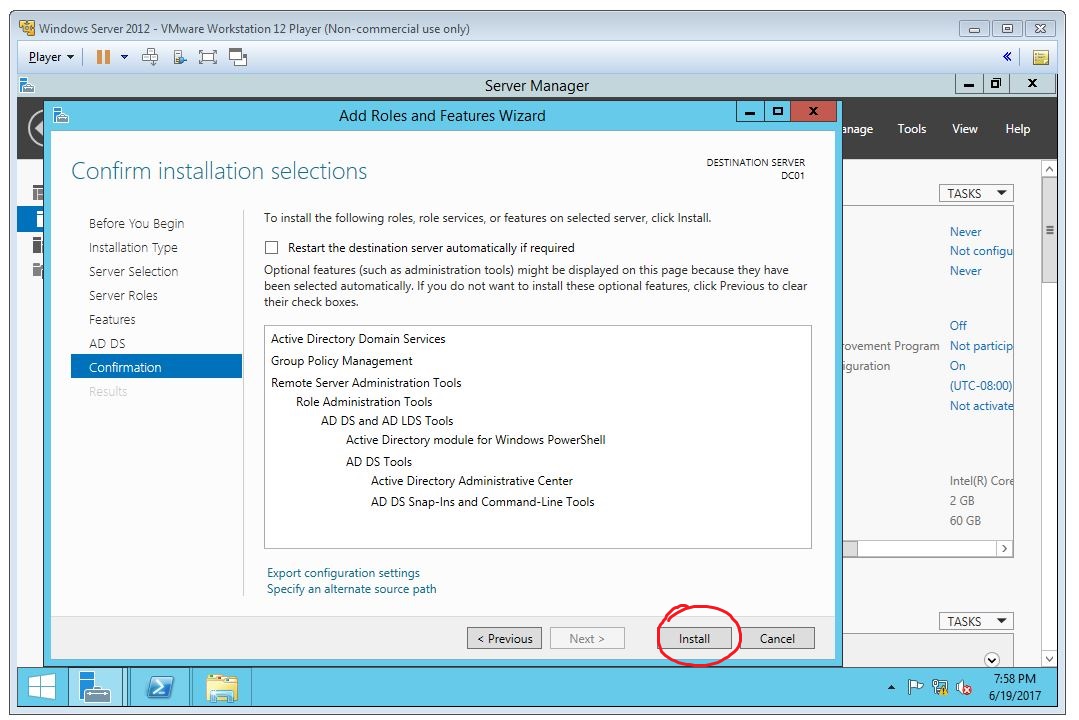 Windows Server 2012 - VMware Workstation 12 Player (Non-commercial use only)
Player
Server Manager
Add Roles and Features Wizard
Tools View Help
Confirm installation selections
DESTINATION SERVER
DC01
TASKS
Before You Begin
Installation Type
Server Selection
Server Roles
Features
AD DS
Confirmation
Results
To install the following roles, role services, or features on selected server, click Install.
Restart the destination server automatically if required
Optional features (such as administration tools) might be displayed on this page because they have
been selected automatically. If you do not want to install these optional features, click Previous to clear
their check boxes.
Active Directory Domain Services
Group Policy Management
Remote Server Administration Tools
Role Administration Tools
AD DS and AD LDS Tools
Active Directory module for Windows PowerShell
AD DS Tools
Active Directory Administrative Center
AD DS Snap-Ins and Command-Line Tools
Export configuration settings
Specify an alternate source path
< Previous
Next >
Install
Cancel
Never
Not configu
Never
Off
rovement Program Not particip
iguration On
(UTC-08:00)
Not activate
Intel(R) Core
2 GB
60 GB
TASKS
7:58 PM
6/19/2017